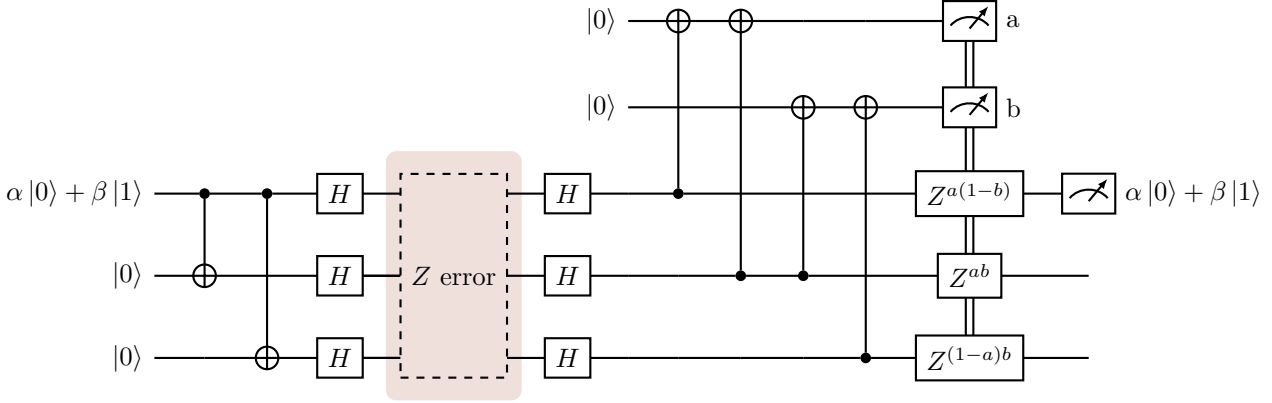 |0⟩ a
|0⟩ b
α|0⟩ + β|1⟩ H H Z^{a(1−b)} α|0⟩ + β|1⟩
|0⟩ H Z error H Z^{ab}
|0⟩ H H Z^{(1−a)b}